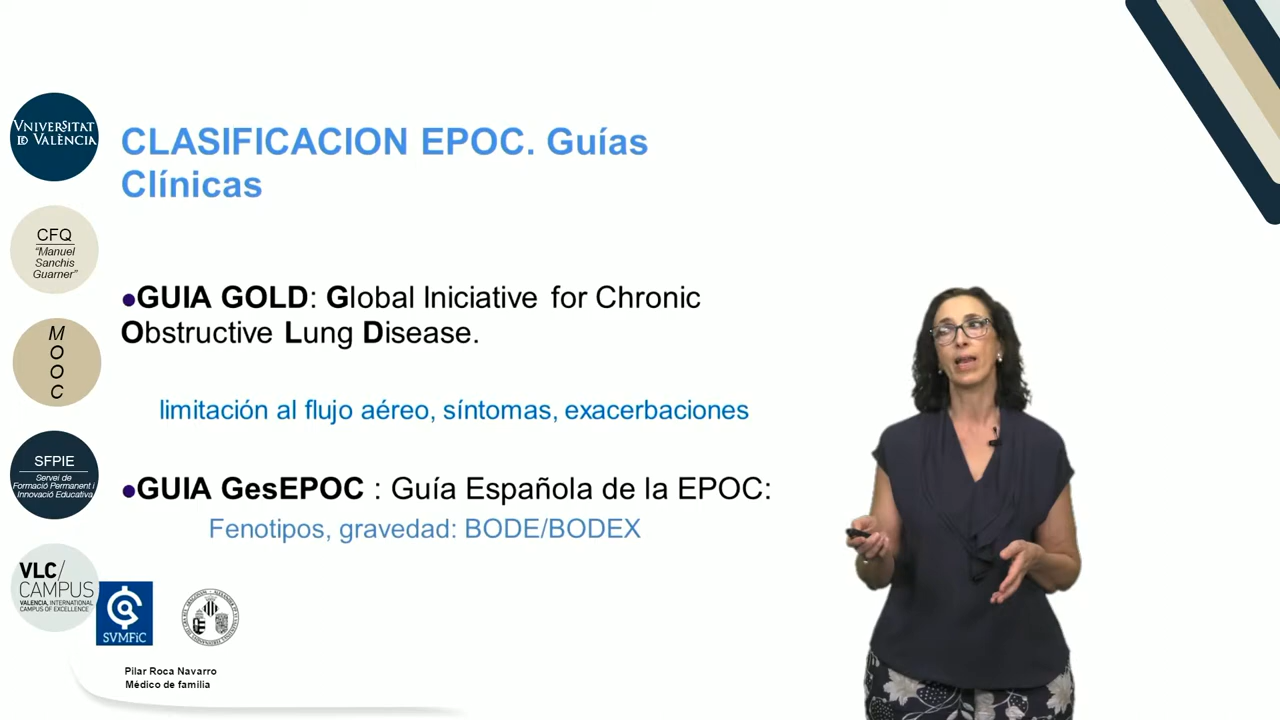 VNIVERSITAT
ID VALÈNCIA
CFQ
"Manuel
Sanchis
Guarner"
M
O
O
C
SFPIE
Servei de
Formació Permanent i
Innovació Educativa
VLC/
CAMPUS
VALENCIA, INTERNATIONAL
CAMPUS OF EXCELLENCE
SVMFiC
CLASIFICACION EPOC. Guías
Clínicas
●GUIA GOLD: Global Iniciative for Chronic
Obstructive Lung Disease.
limitación al flujo aéreo, síntomas, exacerbaciones
●GUIA GesEPOC : Guía Española de la EPOC:
Fenotipos, gravedad: BODE/BODEX
Pilar Roca Navarro
Médico de familia